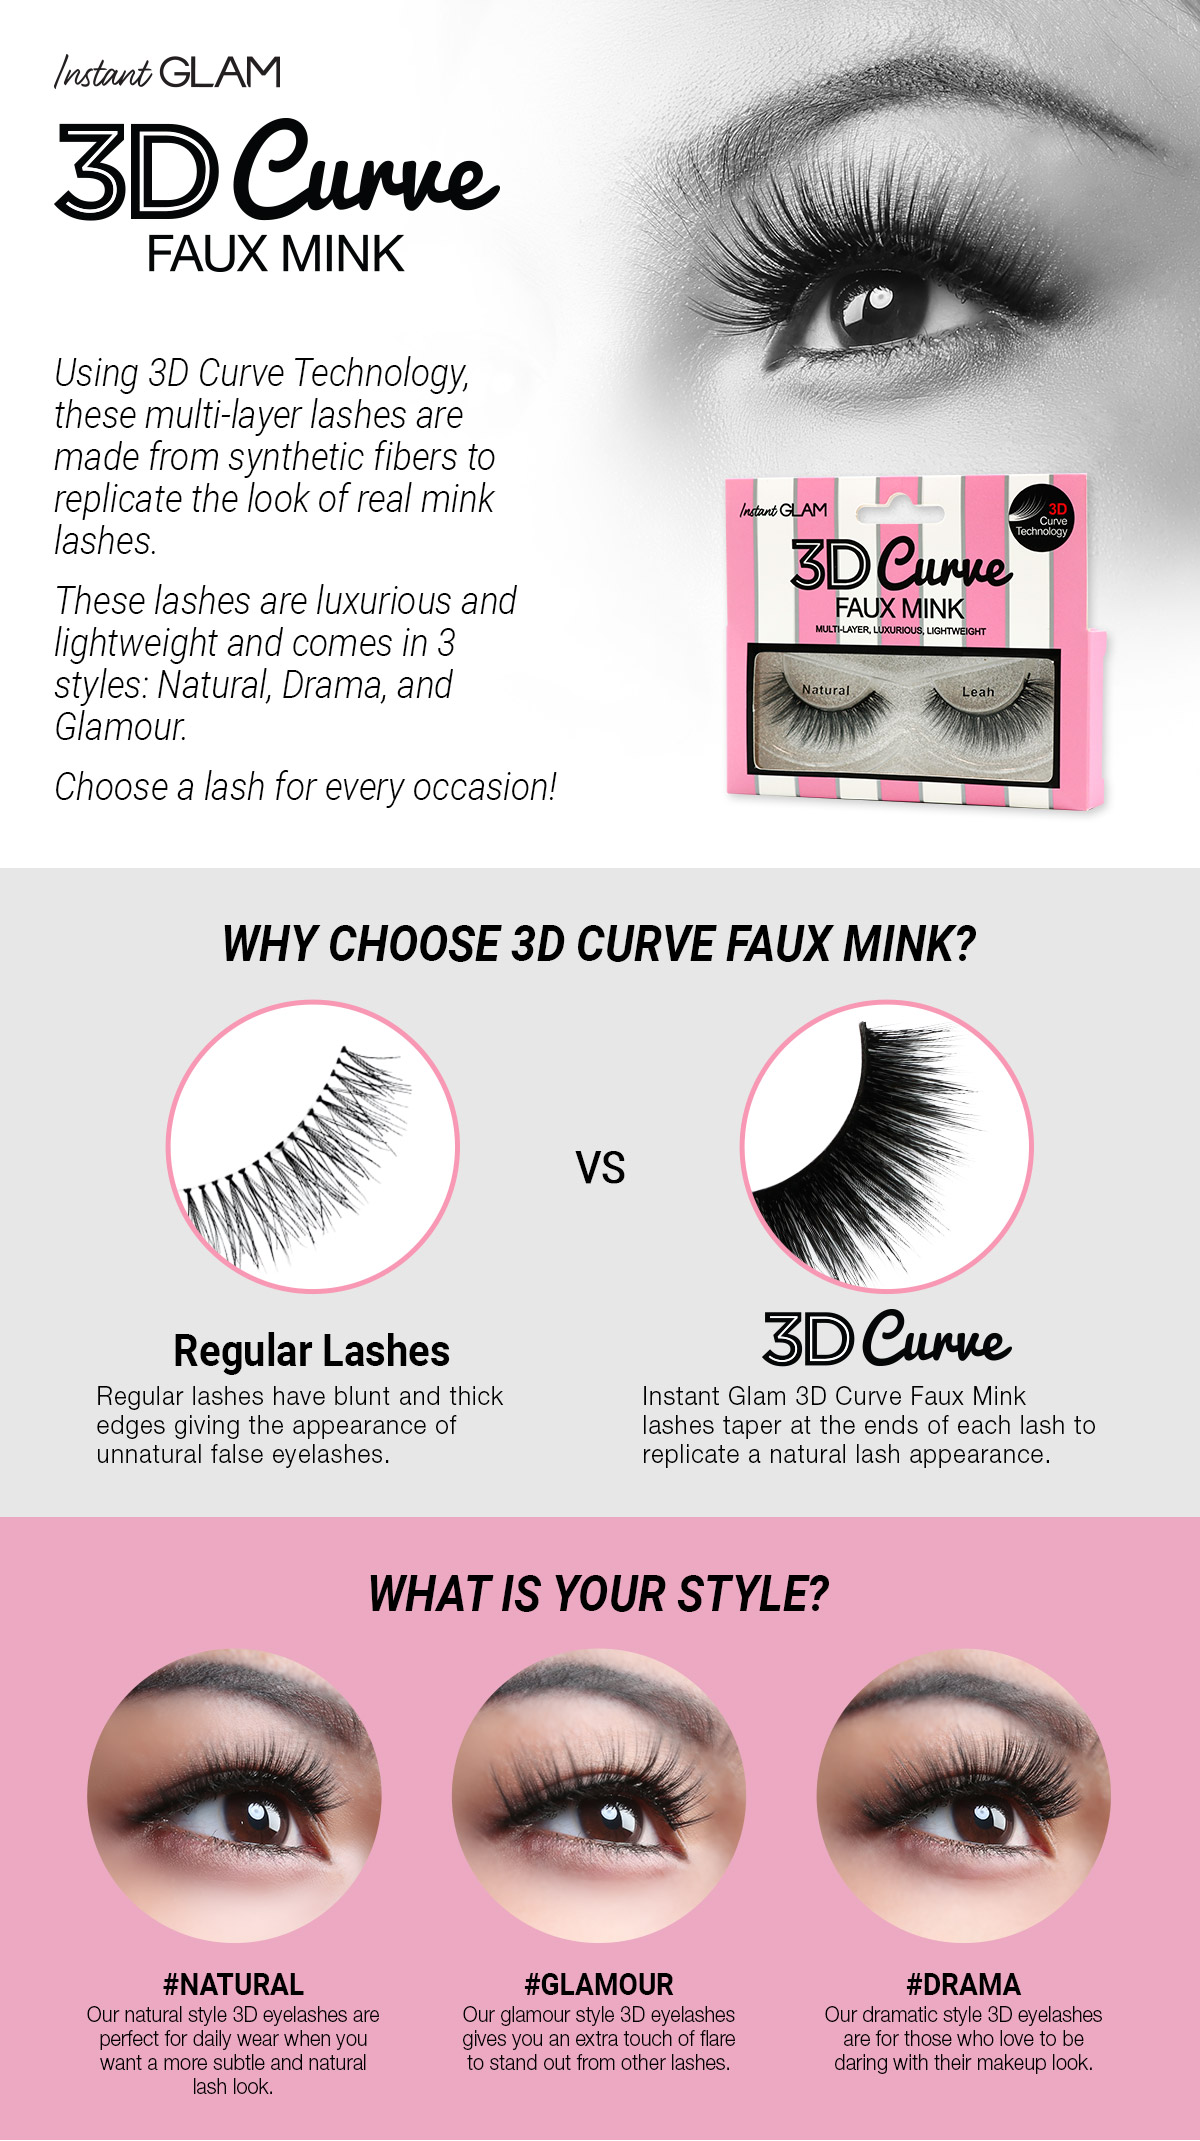 Instant GLAM
3D Curve
FAUX MINK
Using 3D Curve Technology,
these multi-layer lashes are
made from synthetic fibers to
replicate the look of real mink
lashes.
These lashes are luxurious and
lightweight and comes in 3
styles: Natural, Drama, and
Glamour.
Choose a lash for every occasion!
Instant GLAM
3D
Curve
Technology
3D Curve
FAUX MINK
MULTI-LAYER, LUXURIOUS, LIGHTWEIGHT
Natural
Leah
WHY CHOOSE 3D CURVE FAUX MINK?
VS
Regular Lashes
Regular lashes have blunt and thick
edges giving the appearance of
unnatural false eyelashes.
3D Curve
Instant Glam 3D Curve Faux Mink
lashes taper at the ends of each lash to
replicate a natural lash appearance.
WHAT IS YOUR STYLE?
#NATURAL
Our natural style 3D eyelashes are
perfect for daily wear when you
want a more subtle and natural
lash look.
#GLAMOUR
Our glamour style 3D eyelashes
gives you an extra touch of flare
to stand out from other lashes.
#DRAMA
Our dramatic style 3D eyelashes
are for those who love to be
daring with their makeup look.